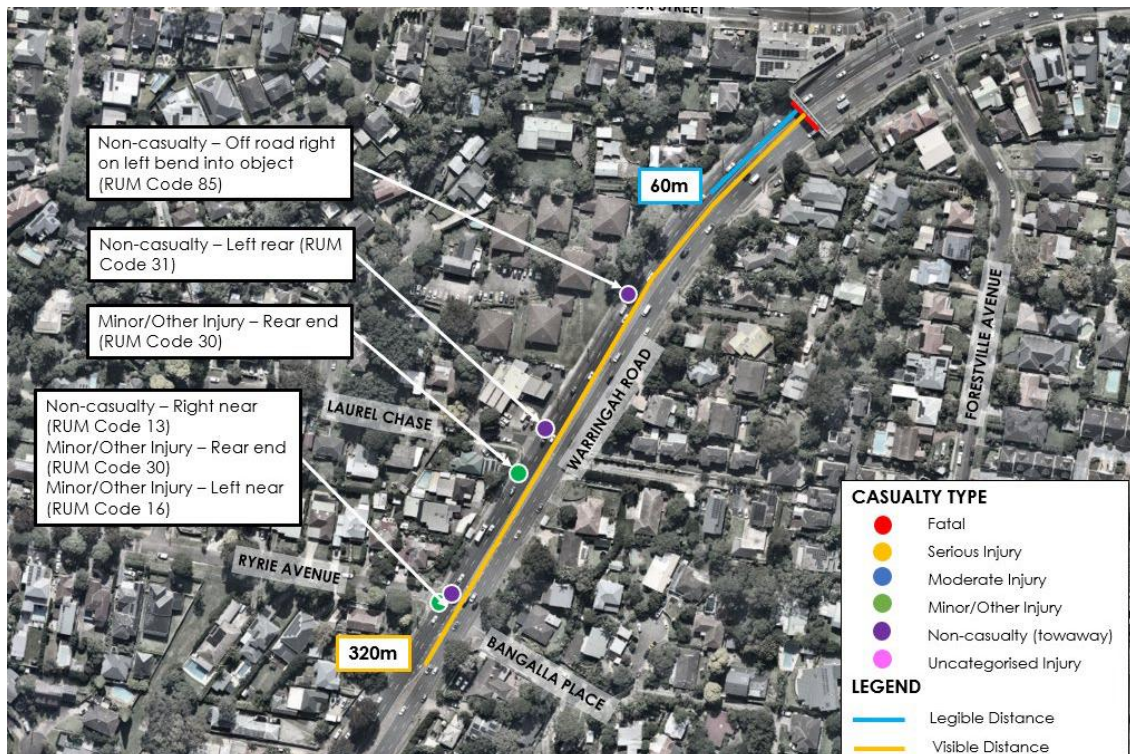 STREET
Non-casualty – Off road right
on left bend into object
(RUM Code 85)
60m
Non-casualty – Left rear (RUM
Code 31)
Minor/Other Injury – Rear end
(RUM Code 30)
FORESTVILLE AVENUE
WARRINGAH ROAD
LAUREL CHASE
Non-casualty – Right near
(RUM Code 13)
Minor/Other Injury – Rear end
(RUM Code 30)
Minor/Other Injury – Left near
(RUM Code 16)
RYRIE AVENUE
320m
BANGALLA PLACE
CASUALTY TYPE
Fatal
Serious Injury
Moderate Injury
Minor/Other Injury
Non-casualty (towaway)
Uncategorised Injury
LEGEND
Legible Distance
Visible Distance